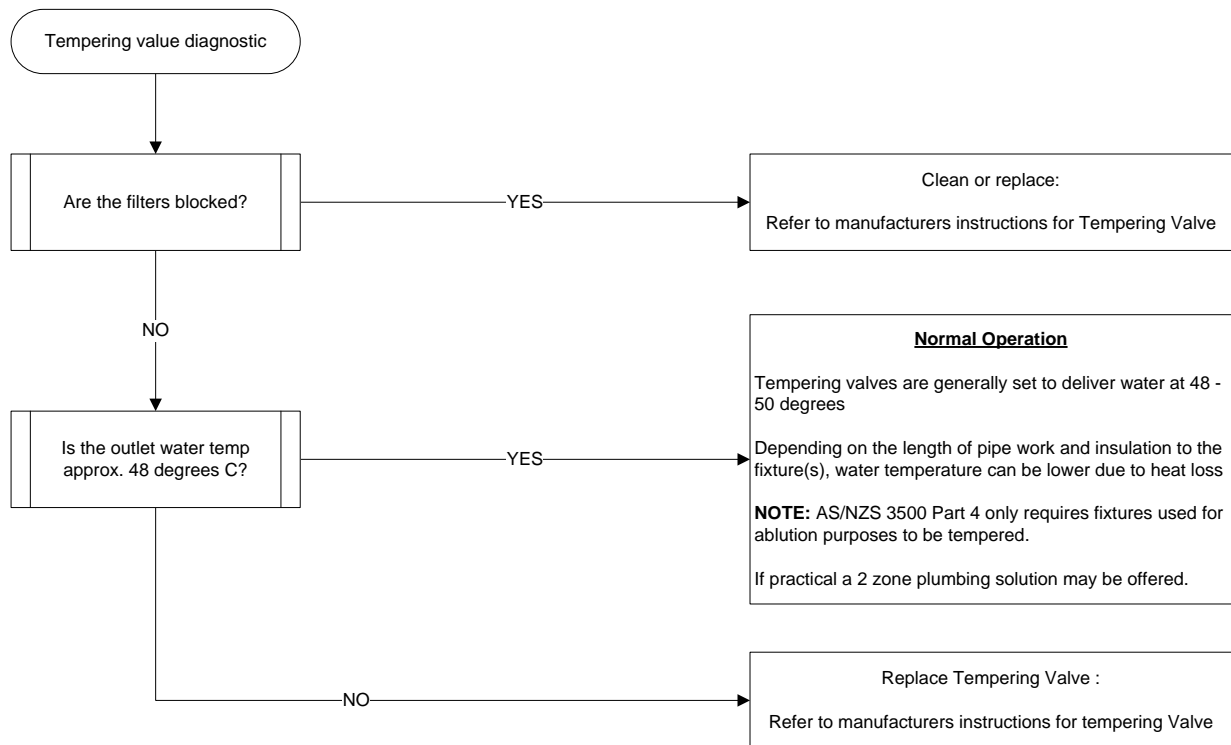 Tempering value diagnostic
Are the filters blocked?
YES
Clean or replace:
Refer to manufacturers instructions for Tempering Valve
NO
Is the outlet water temp
approx. 48 degrees C?
YES
Normal Operation
Tempering valves are generally set to deliver water at 48 -
50 degrees
Depending on the length of pipe work and insulation to the
fixture(s), water temperature can be lower due to heat loss
NOTE: AS/NZS 3500 Part 4 only requires fixtures used for
ablution purposes to be tempered.
If practical a 2 zone plumbing solution may be offered.
NO
Replace Tempering Valve :
Refer to manufacturers instructions for tempering Valve